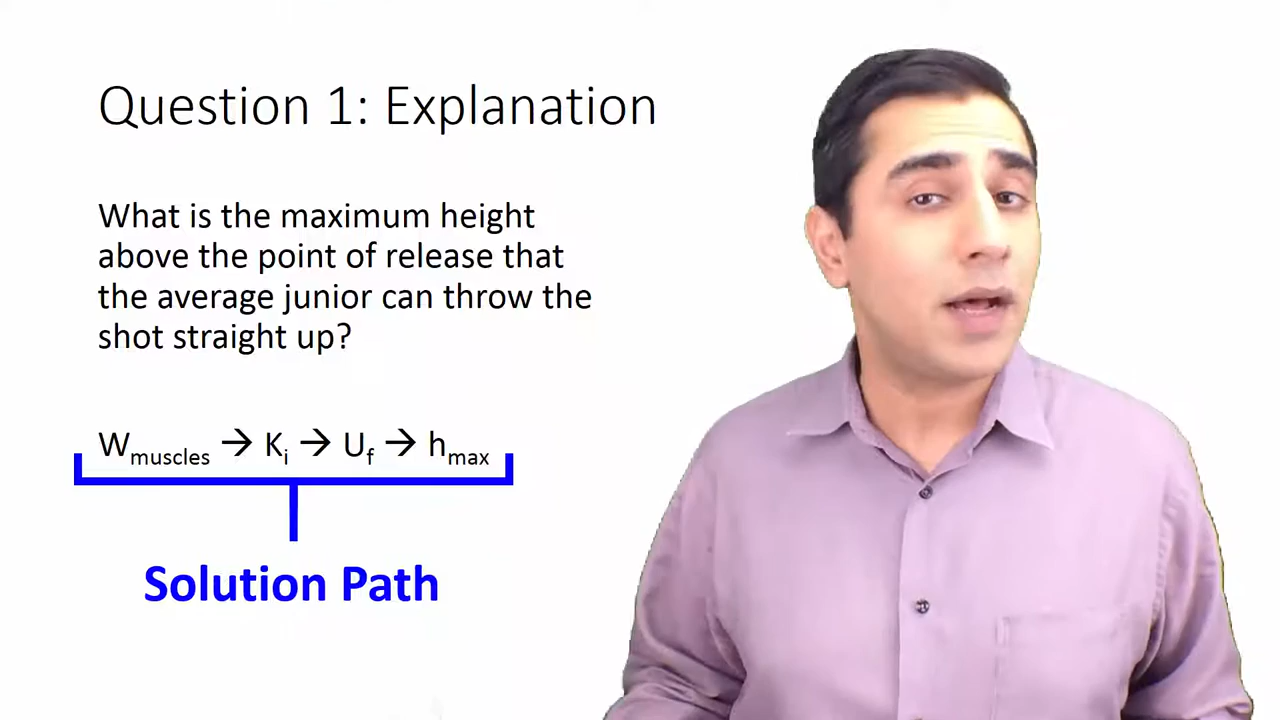 Question 1: Explanation
What is the maximum height
above the point of release that
the average junior can throw the
shot straight up?
Wmuscles → Ki → Uf → hmax
Solution Path